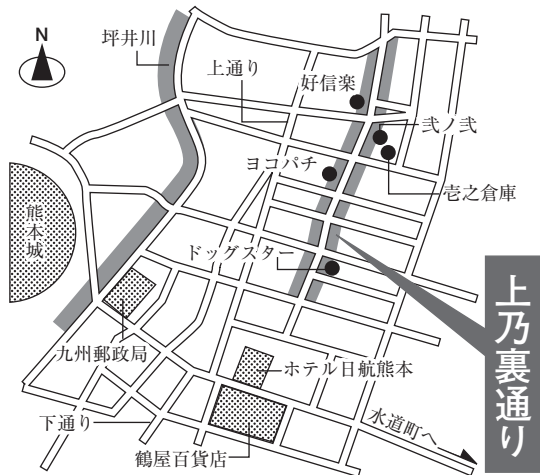 N
坪井川
上通り
好信楽
弐ノ弐
ヨコパチ
壱之倉庫
熊本城
ドッグスター
上乃裏通り
九州郵政局
ホテル日航熊本
下通り
水道町へ
鶴屋百貨店